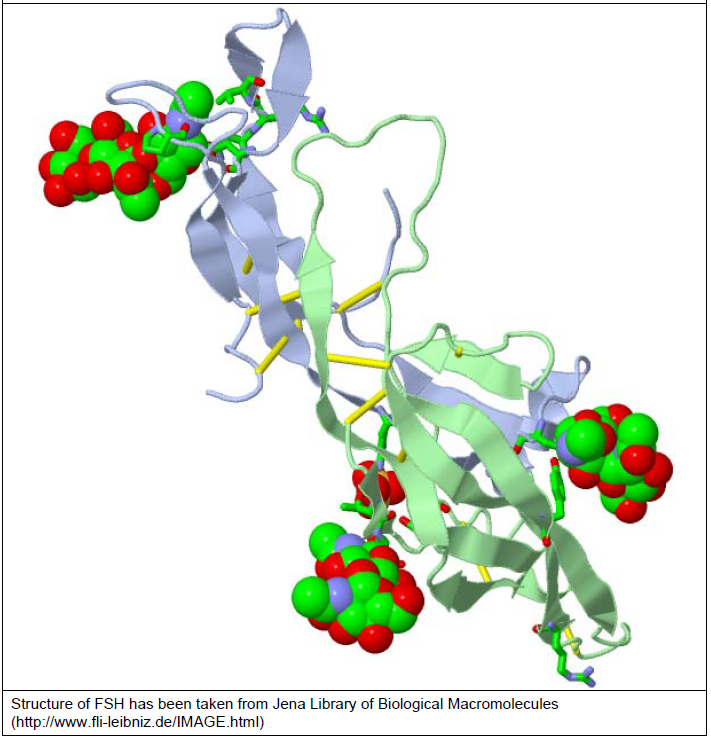 Structure of FSH has been taken from Jena Library of Biological Macromolecules
(http://www.fli-leibniz.de/IMAGE.html)